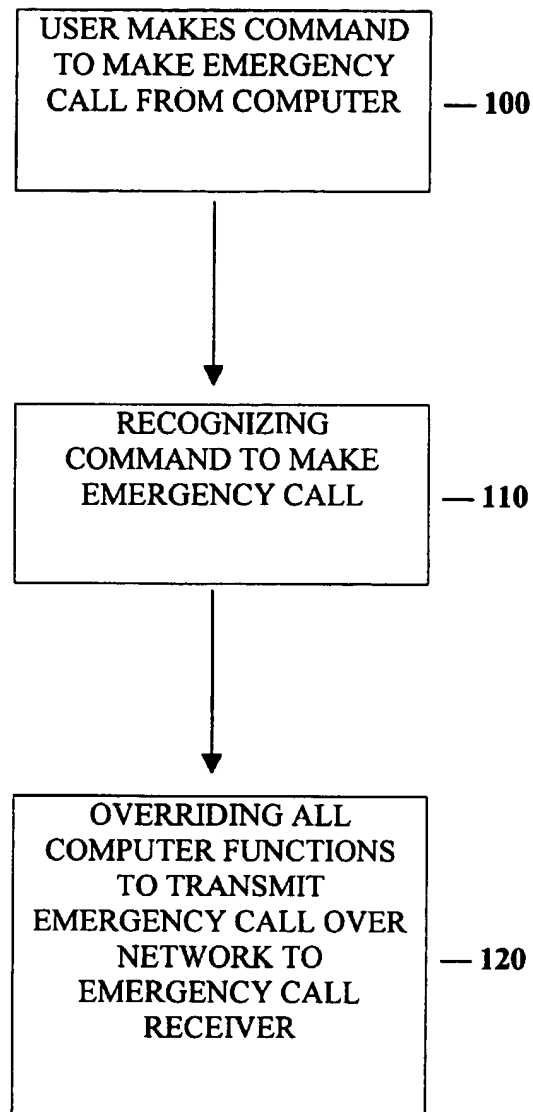 USER MAKES COMMAND
TO MAKE EMERGENCY
CALL FROM COMPUTER
— 100
RECOGNIZING
COMMAND TO MAKE
EMERGENCY CALL
— 110
OVERRIDING ALL
COMPUTER FUNCTIONS
TO TRANSMIT
EMERGENCY CALL OVER
NETWORK TO
EMERGENCY CALL
RECEIVER
— 120